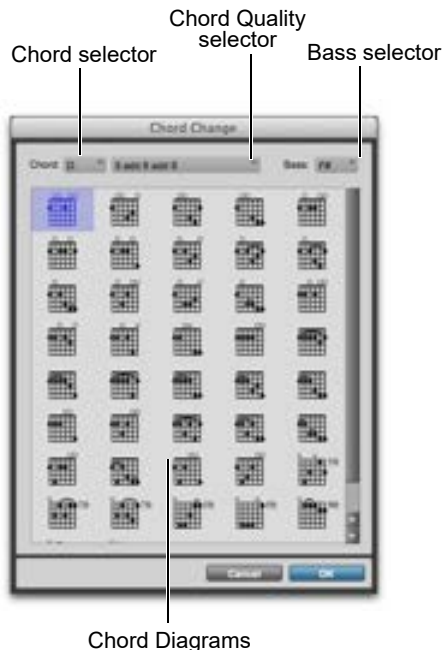 Chord Quality
selector
Chord selector
Bass selector
Chord Change
Chord:
Bass:
Cancel
OK
Chord Diagrams